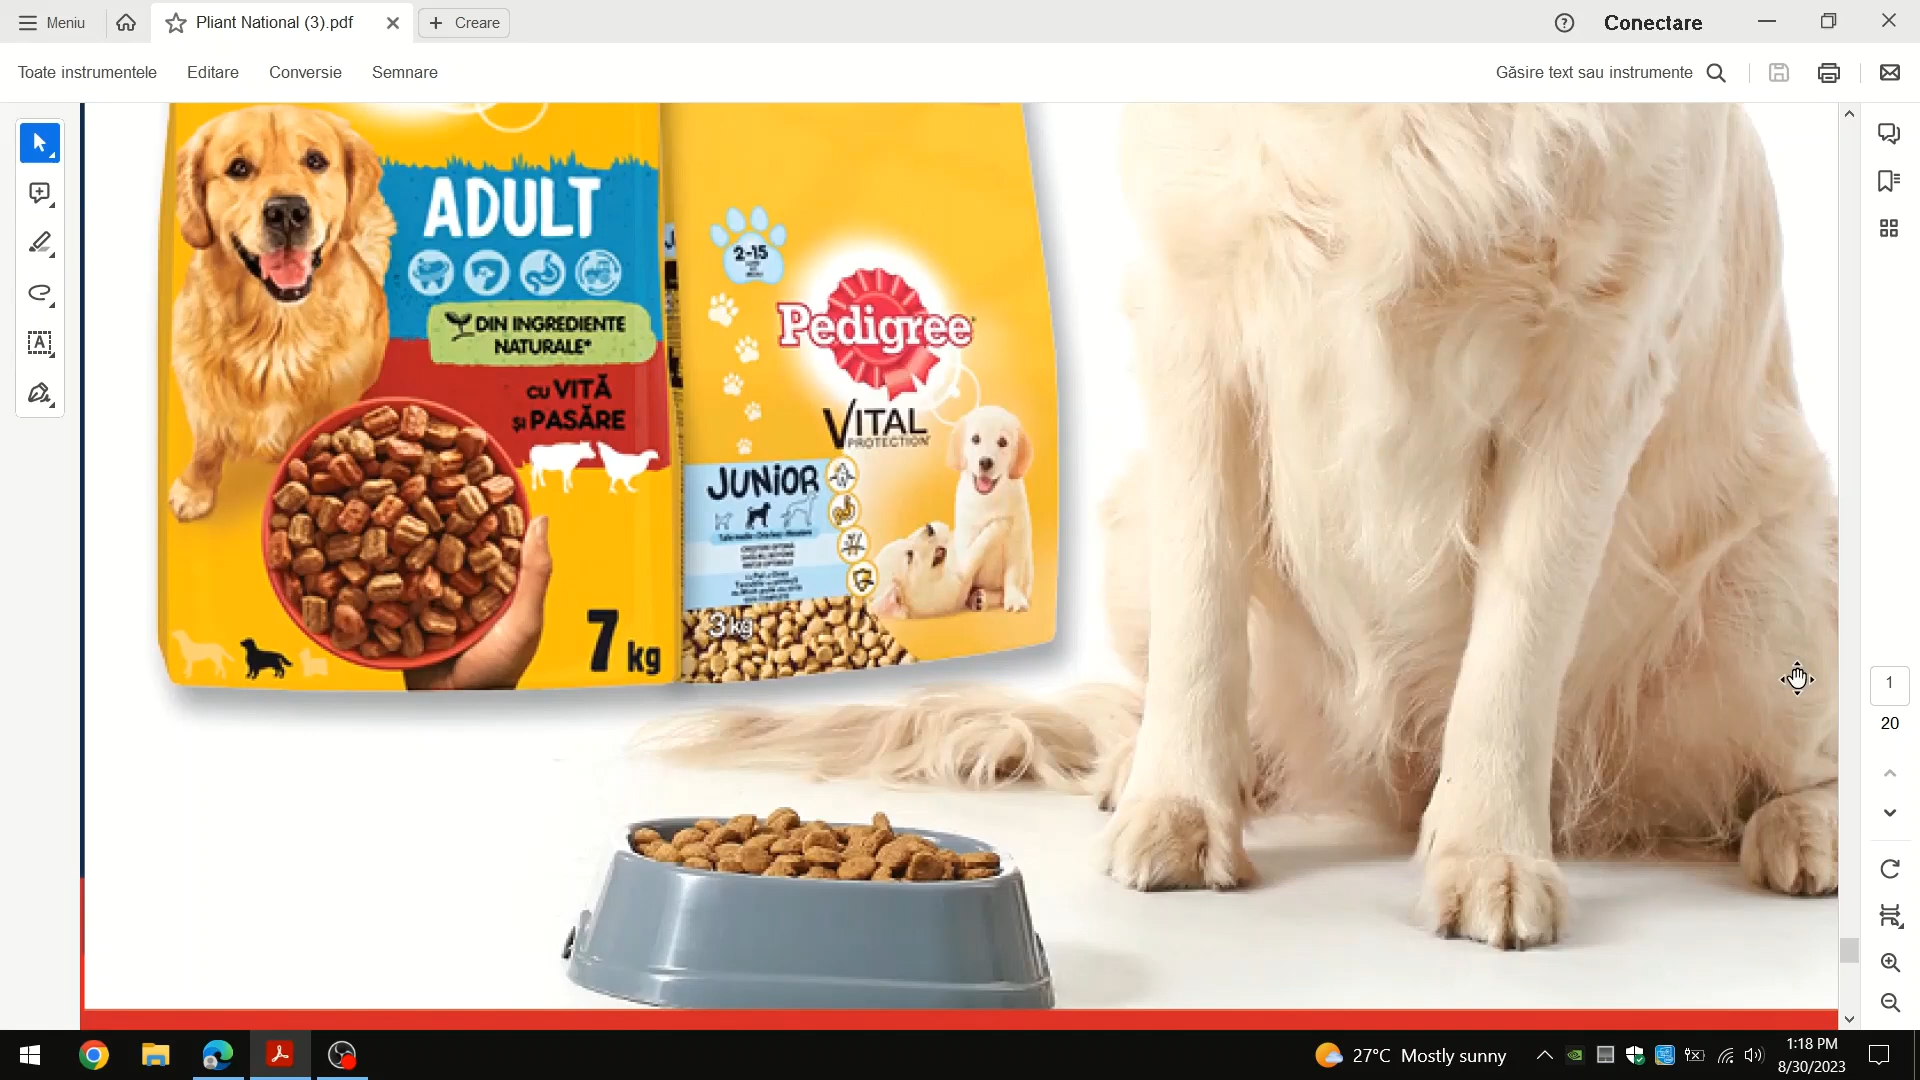 Meniu
Pliant National (3).pdf
Creare
Conectare
Toate instrumentele
Editare
Conversie
Semnare
Găsire text sau instrumente
ADULT
DIN INGREDIENTE
NATURALE*
CU VITĂ
ȘI PASĂRE
7 kg
2-15
Pedigree
VITAL
PROTECTION
JUNIOR
3 kg
1
20
27°C Mostly sunny
1:18 PM
8/30/2023